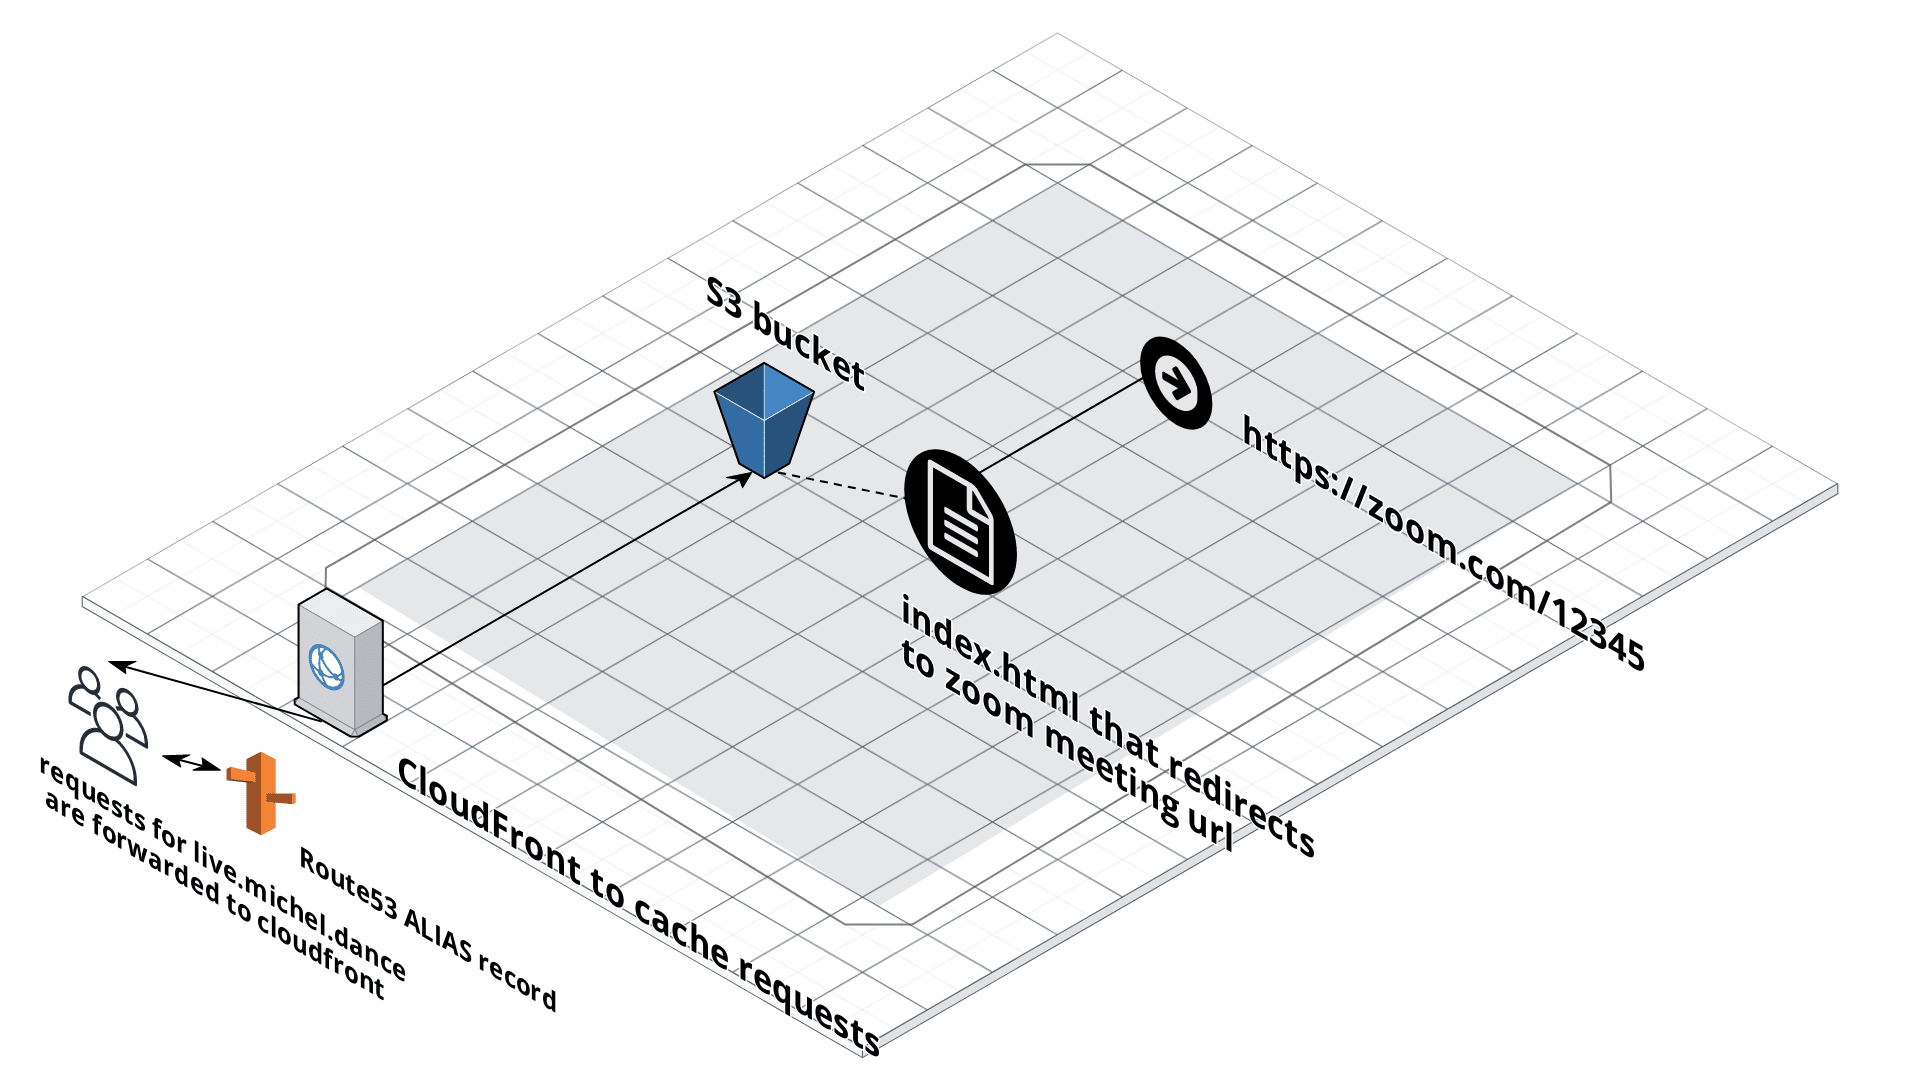 S3 bucket
https://zoom.com/12345
index.html that redirects
to zoom meeting url
CloudFront to cache requests
Route53 ALIAS record
requests for live.michel.dance
are forwarded to cloudfront